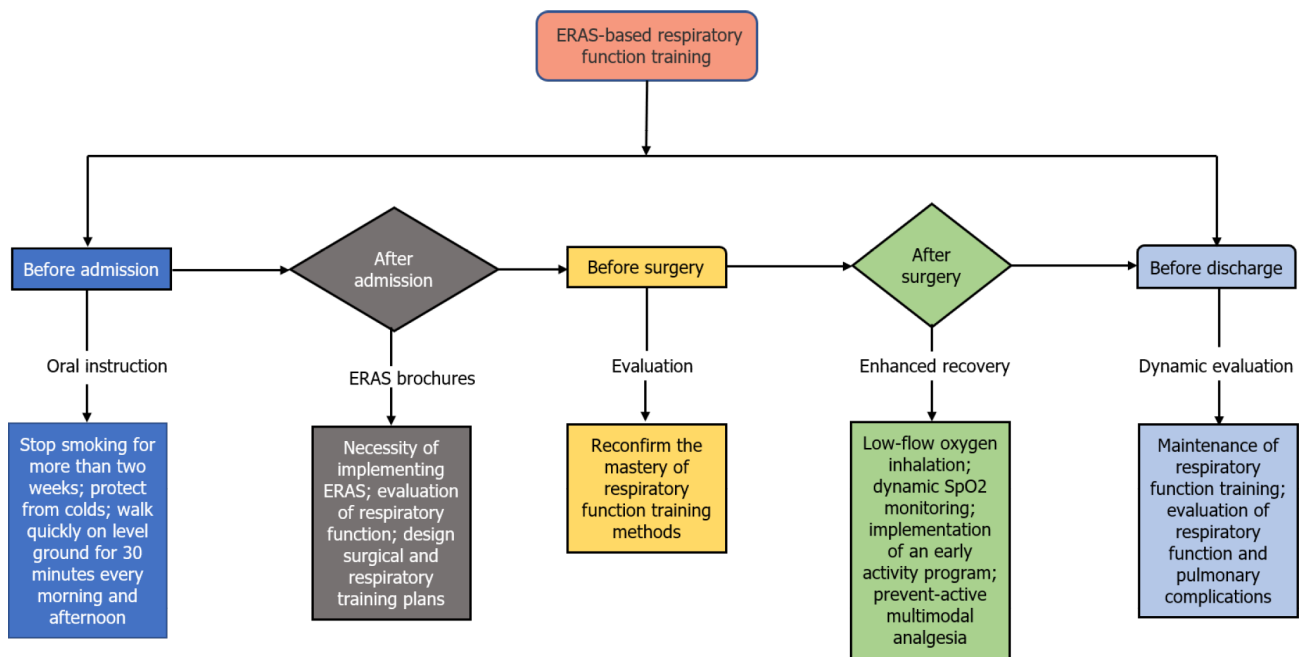 ERAS-based respiratory
function training
Before admission
After
admission
Before surgery
After
surgery
Before discharge
Oral instruction
ERAS brochures
Evaluation
Enhanced recovery
Dynamic evaluation
Stop smoking for
more than two
weeks; protect
from colds; walk
quickly on level
ground for 30
minutes every
morning and
afternoon
Necessity of
implementing
ERAS; evaluation
of respiratory
function; design
surgical and
respiratory
training plans
Reconfirm the
mastery of
respiratory
function training
methods
Low-flow oxygen
inhalation;
dynamic SpO2
monitoring;
implementation
of an early
activity program;
prevent-active
multimodal
analgesia
Maintenance of
respiratory
function training;
evaluation of
respiratory
function and
pulmonary
complications